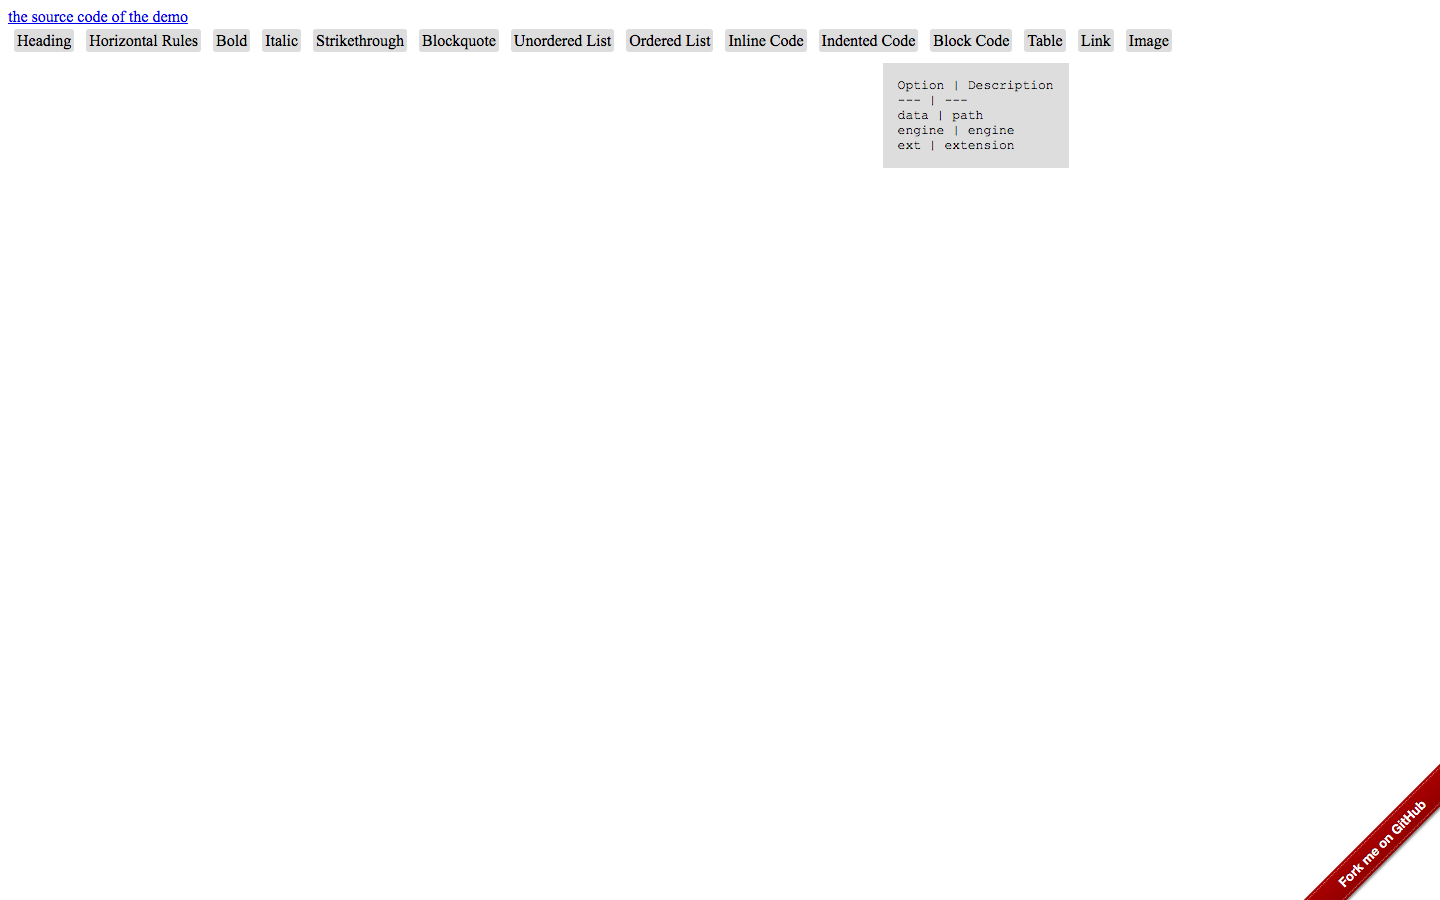 the source code of the demo
Heading Horizontal Rules Bold Italic Strikethrough Blockquote Unordered List Ordered List Inline Code Indented Code Block Code Table Link Image
Option | Description
--- | ---
data | path
engine | engine
ext | extension
Fork me on GitHub